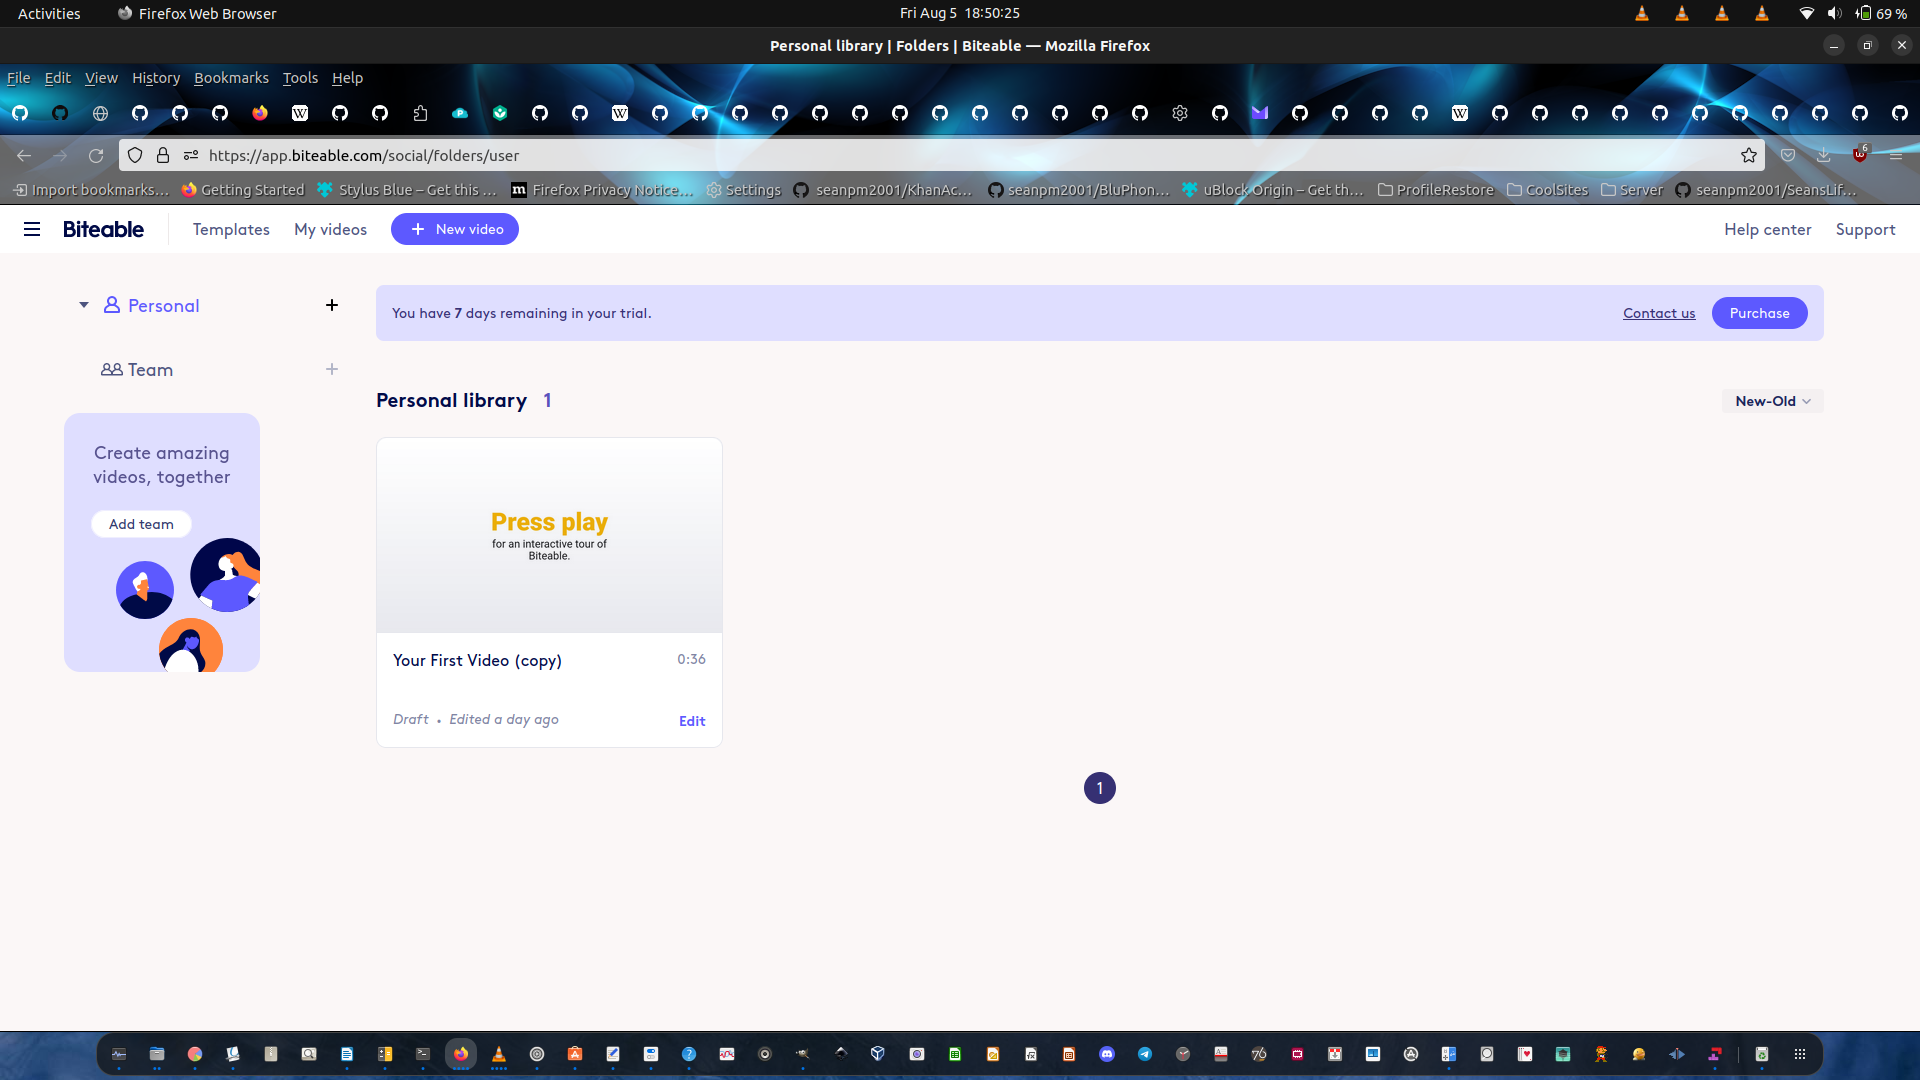 Activities
Firefox Web Browser
Fri Aug 5 18:50:25
69 %
Personal library | Folders | Biteable — Mozilla Firefox
File Edit View History Bookmarks Tools Help
https://app.biteable.com/social/folders/user
6
Import bookmarks... Getting Started Stylus Blue – Get this ... Firefox Privacy Notice... Settings seanpm2001/KhanAc... seanpm2001/BluPhon... uBlock Origin – Get th... ProfileRestore CoolSites Server seanpm2001/SeansLif...
Biteable
Templates
My videos
+ New video
Help center
Support
Personal
Team
Create amazing
videos, together
Add team
You have 7 days remaining in your trial.
Contact us
Purchase
Personal library 1
New-Old
Press play
for an interactive tour of
Biteable.
Your First Video (copy)
0:36
Draft • Edited a day ago
Edit
1